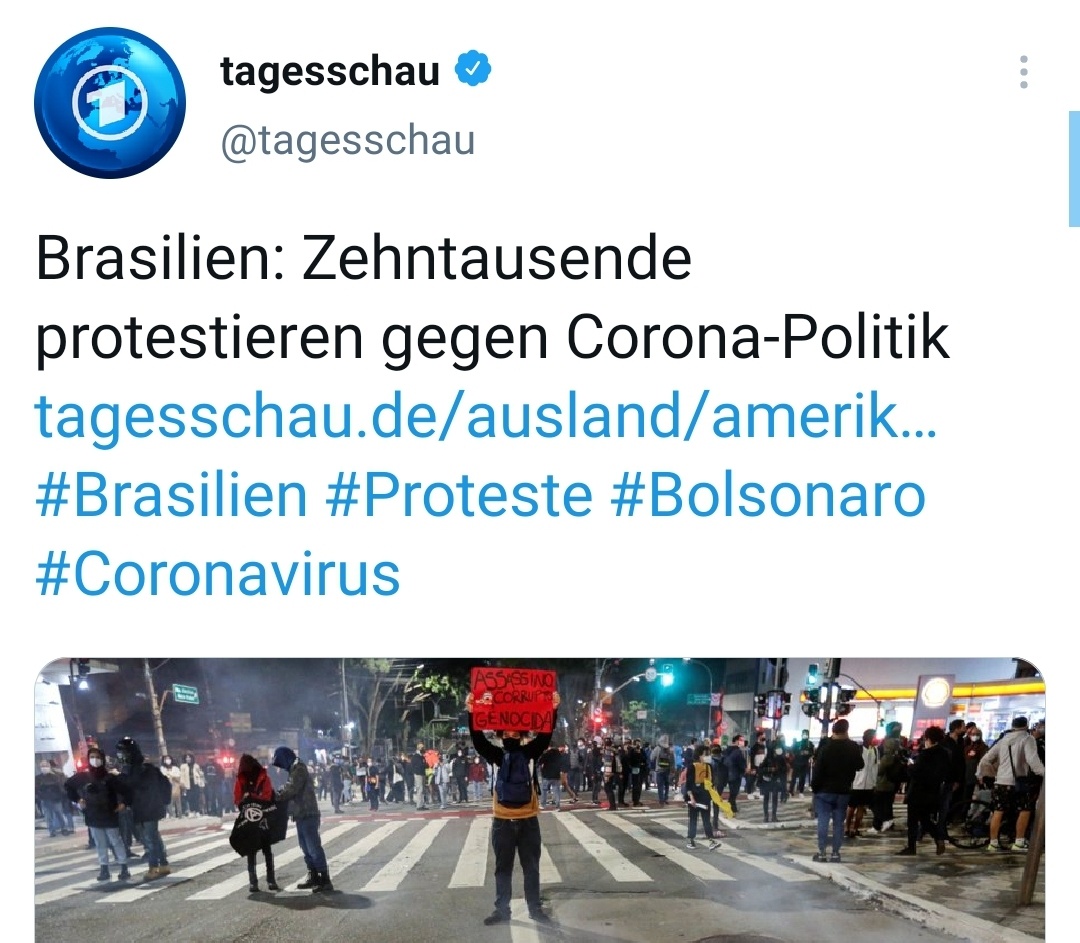 tagesschau
@tagesschau
Brasilien: Zehntausende
protestieren gegen Corona-Politik
tagesschau.de/ausland/amerik...
#Brasilien #Proteste #Bolsonaro
#Coronavirus
ASSASSINO
CORRUPTO
GENOCIDA